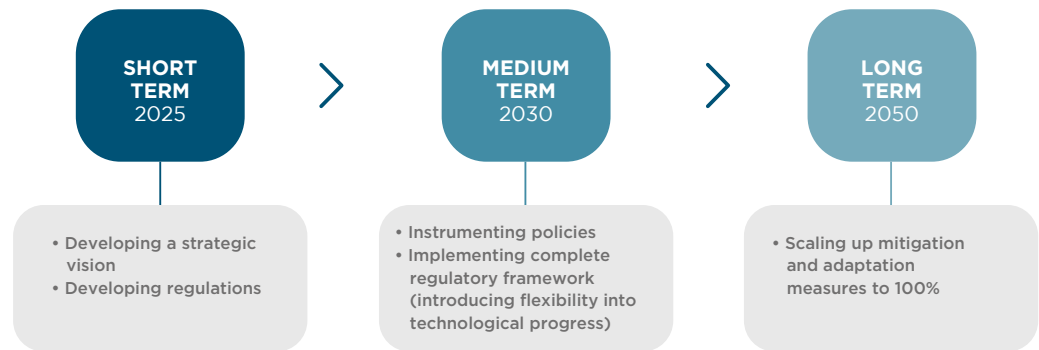 SHORT
TERM
2025
MEDIUM
TERM
2030
LONG
TERM
2050
• Developing a strategic
vision
• Developing regulations
• Instrumenting policies
• Implementing complete
regulatory framework
(introducing flexibility into
technological progress)
• Scaling up mitigation
and adaptation
measures to 100%